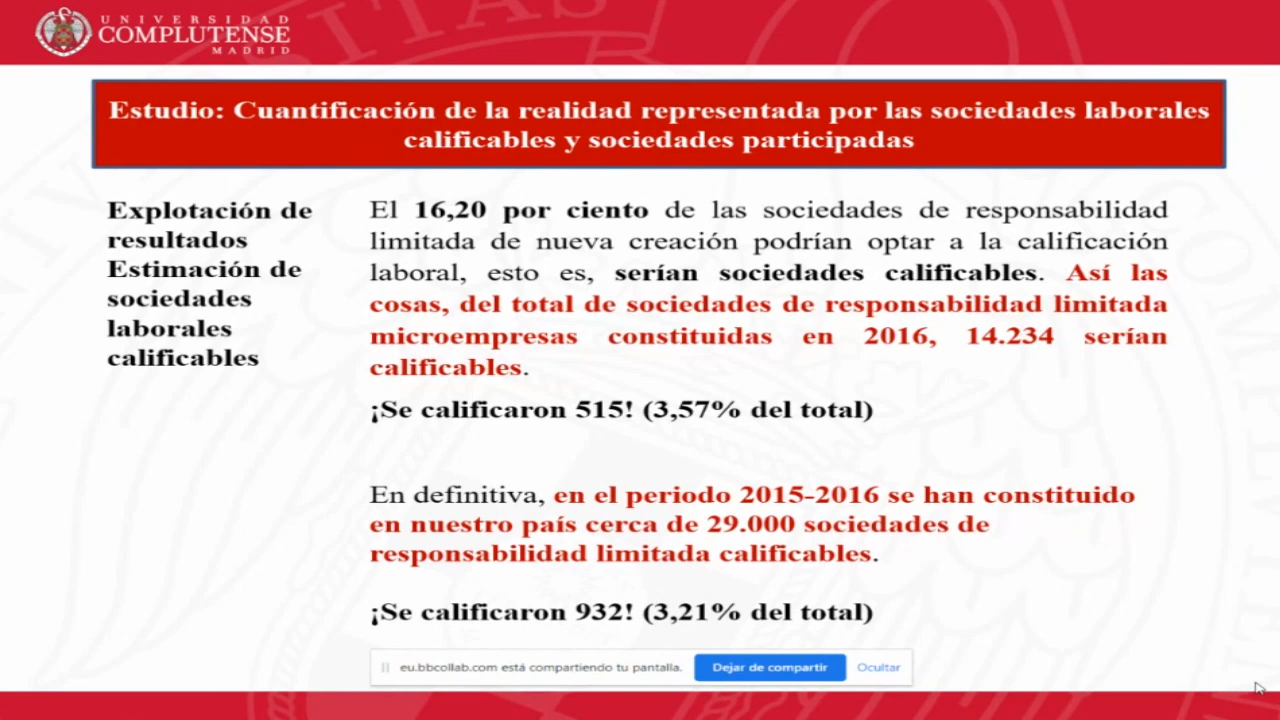 UNIVERSIDAD
COMPLUTENSE
MADRID
Estudio: Cuantificación de la realidad representada por las sociedades laborales
calificables y sociedades participadas
Explotación de
resultados
Estimación de
sociedades
laborales
calificables
El 16,20 por ciento de las sociedades de responsabilidad
limitada de nueva creación podrían optar a la calificación
laboral, esto es, serían sociedades calificables. Así las
cosas, del total de sociedades de responsabilidad limitada
microempresas constituidas en 2016, 14.234 serían
calificables.
¡Se calificaron 515! (3,57% del total)
En definitiva, en el periodo 2015-2016 se han constituido
en nuestro país cerca de 29.000 sociedades de
responsabilidad limitada calificables.
¡Se calificaron 932! (3,21% del total)
eu.bbcollab.com está compartiendo tu pantalla. Dejar de compartir Ocultar